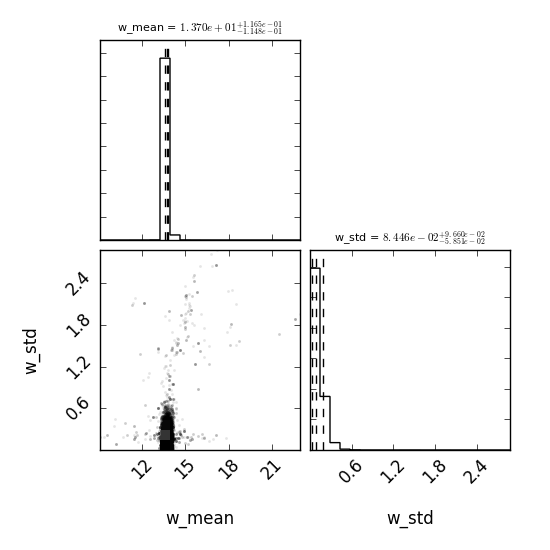 w_mean = 1.370e + 01+1.165e−01
−1.148e−01
w_std = 8.446e − 02+9.660e−02
−5.851e−02
2.4
1.8
1.2
0.6
w_std
12 15 18 21
0.6 1.2 1.8 2.4
w_mean w_std